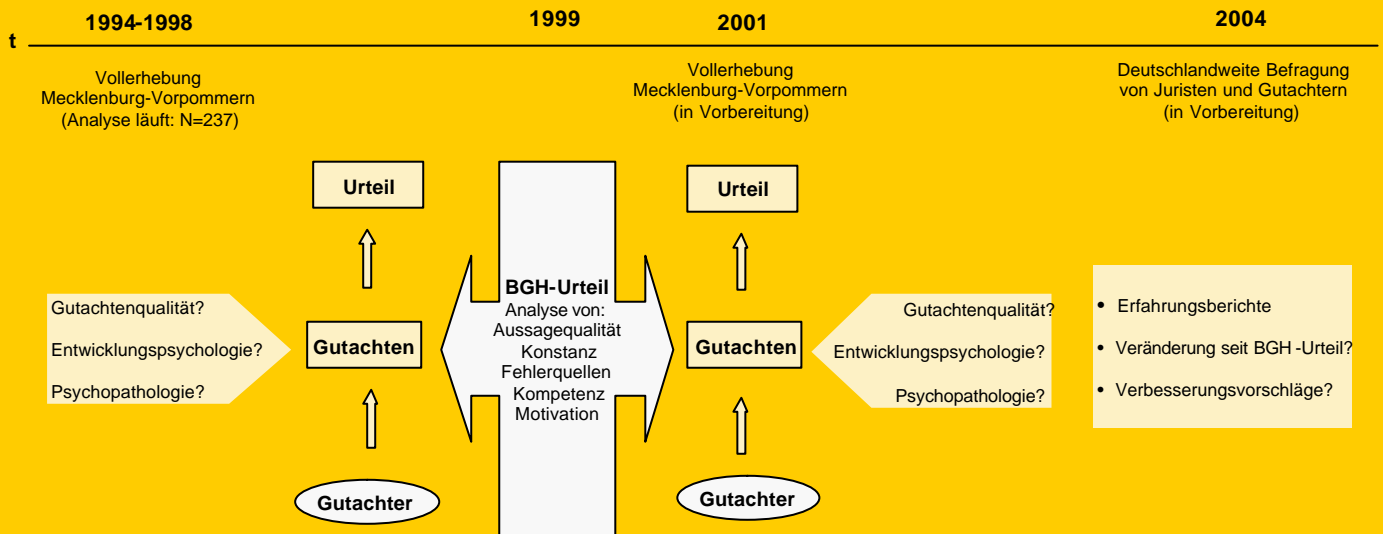 1994-1998
1999
2001
2004
t
Vollerhebung
Mecklenburg-Vorpommern
(Analyse läuft: N=237)
Vollerhebung
Mecklenburg-Vorpommern
(in Vorbereitung)
Deutschlandweite Befragung
von Juristen und Gutachtern
(in Vorbereitung)
Gutachtenqualität?
Entwicklungspsychologie?
Psychopathologie?
Urteil
Gutachten
Gutachter
BGH-Urteil
Analyse von:
Aussagequalität
Konstanz
Fehlerquellen
Kompetenz
Motivation
Urteil
Gutachten
Gutachter
Gutachtenqualität?
Entwicklungspsychologie?
Psychopathologie?
• Erfahrungsberichte
• Veränderung seit BGH -Urteil?
• Verbesserungsvorschläge?